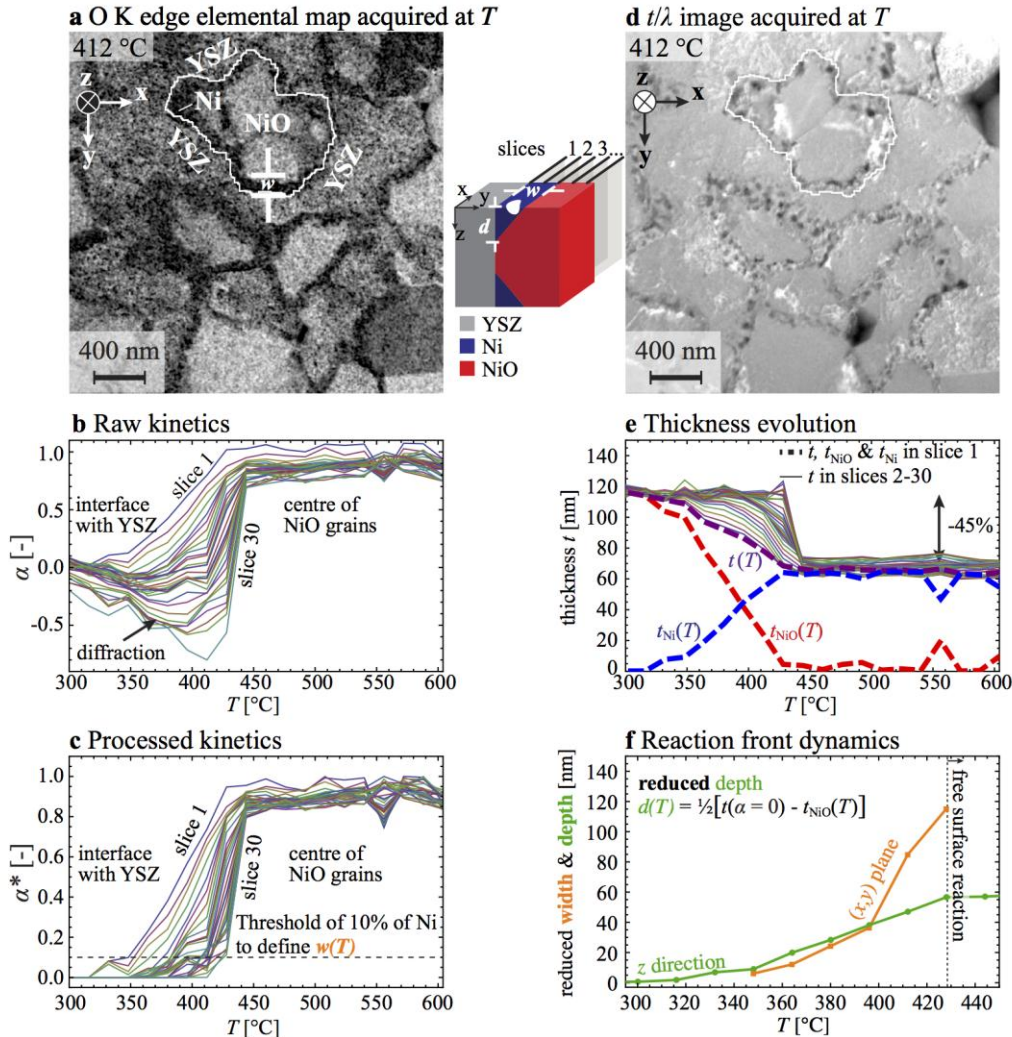 a O K edge elemental map acquired at T
412 °C
z
x
y
YSZ
Ni
NiO
YSZ
YSZ
w
400 nm
slices
1 2 3...
x
y
z
w
d
YSZ
Ni
NiO
d t/λ image acquired at T
412 °C
z
x
y
400 nm
b Raw kinetics
α [-]
1.0
0.5
0.0
-0.5
interface
with YSZ
slice 1
slice 30
centre of
NiO grains
diffraction
300 350 400 450 500 550 600
T [°C]
c Processed kinetics
α* [-]
1.0
0.8
0.6
0.4
0.2
0.0
interface
with YSZ
slice 1
slice 30
centre of
NiO grains
Threshold of 10% of Ni
to define w(T)
300 350 400 450 500 550 600
T [°C]
e Thickness evolution
thickness t [nm]
140
120
100
80
60
40
20
0
t, tNiO & tNi in slice 1
t in slices 2-30
-45%
t(T)
tNi(T)
tNiO(T)
300 350 400 450 500 550 600
T [°C]
f Reaction front dynamics
reduced width & depth [nm]
140
120
100
80
60
40
20
0
reduced depth
d(T) = ½[t(α = 0) - tNiO(T)]
(x,y) plane
z direction
free surface reaction
300 320 340 360 380 400 420 440
T [°C]